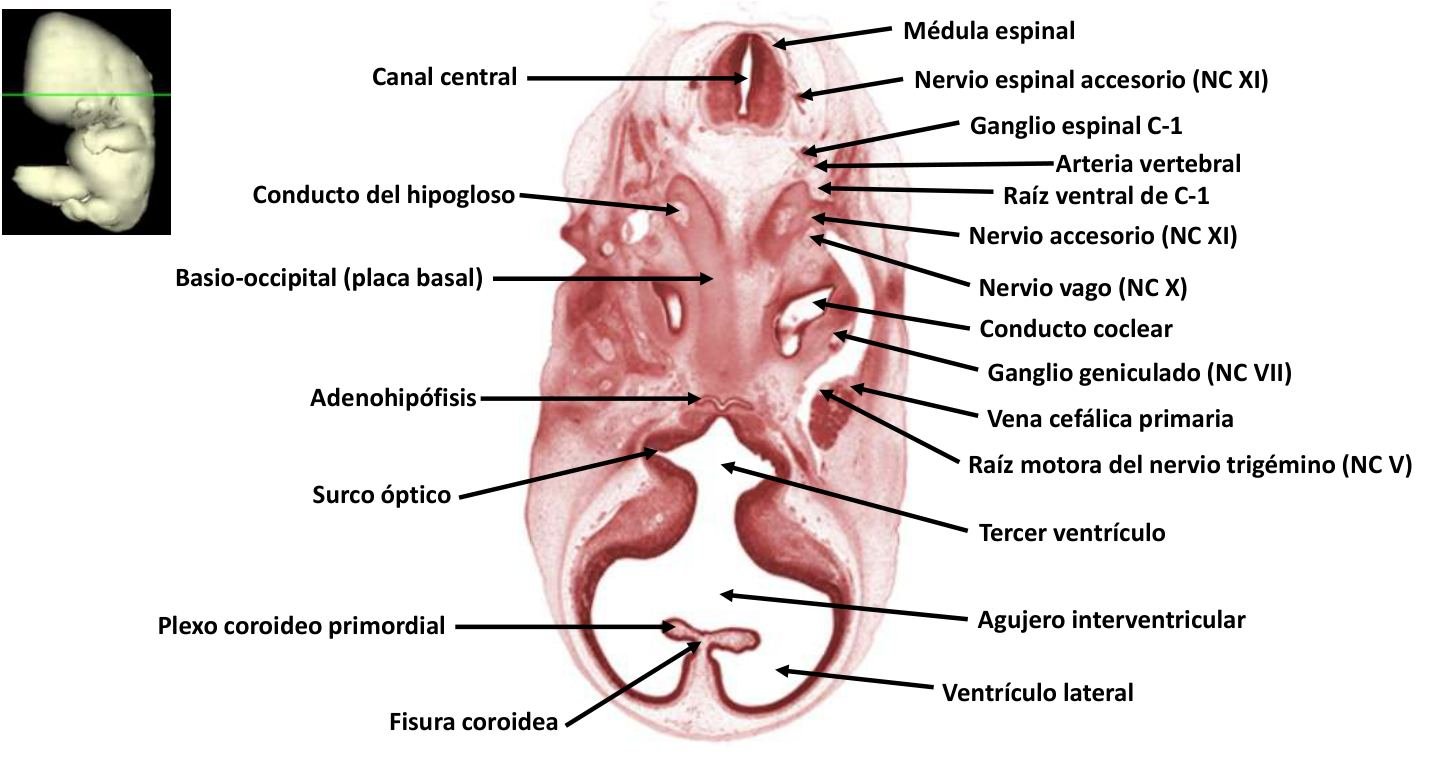 Médula espinal
Canal central
Nervio espinal accesorio (NC XI)
Ganglio espinal C-1
Arteria vertebral
Conducto del hipogloso
Raíz ventral de C-1
Nervio accesorio (NC XI)
Basio-occipital (placa basal)
Nervio vago (NC X)
Conducto coclear
Ganglio geniculado (NC VII)
Adenohipófisis
Vena cefálica primaria
Raíz motora del nervio trigémino (NC V)
Surco óptico
Tercer ventrículo
Agujero interventricular
Plexo coroideo primordial
Ventrículo lateral
Fisura coroidea